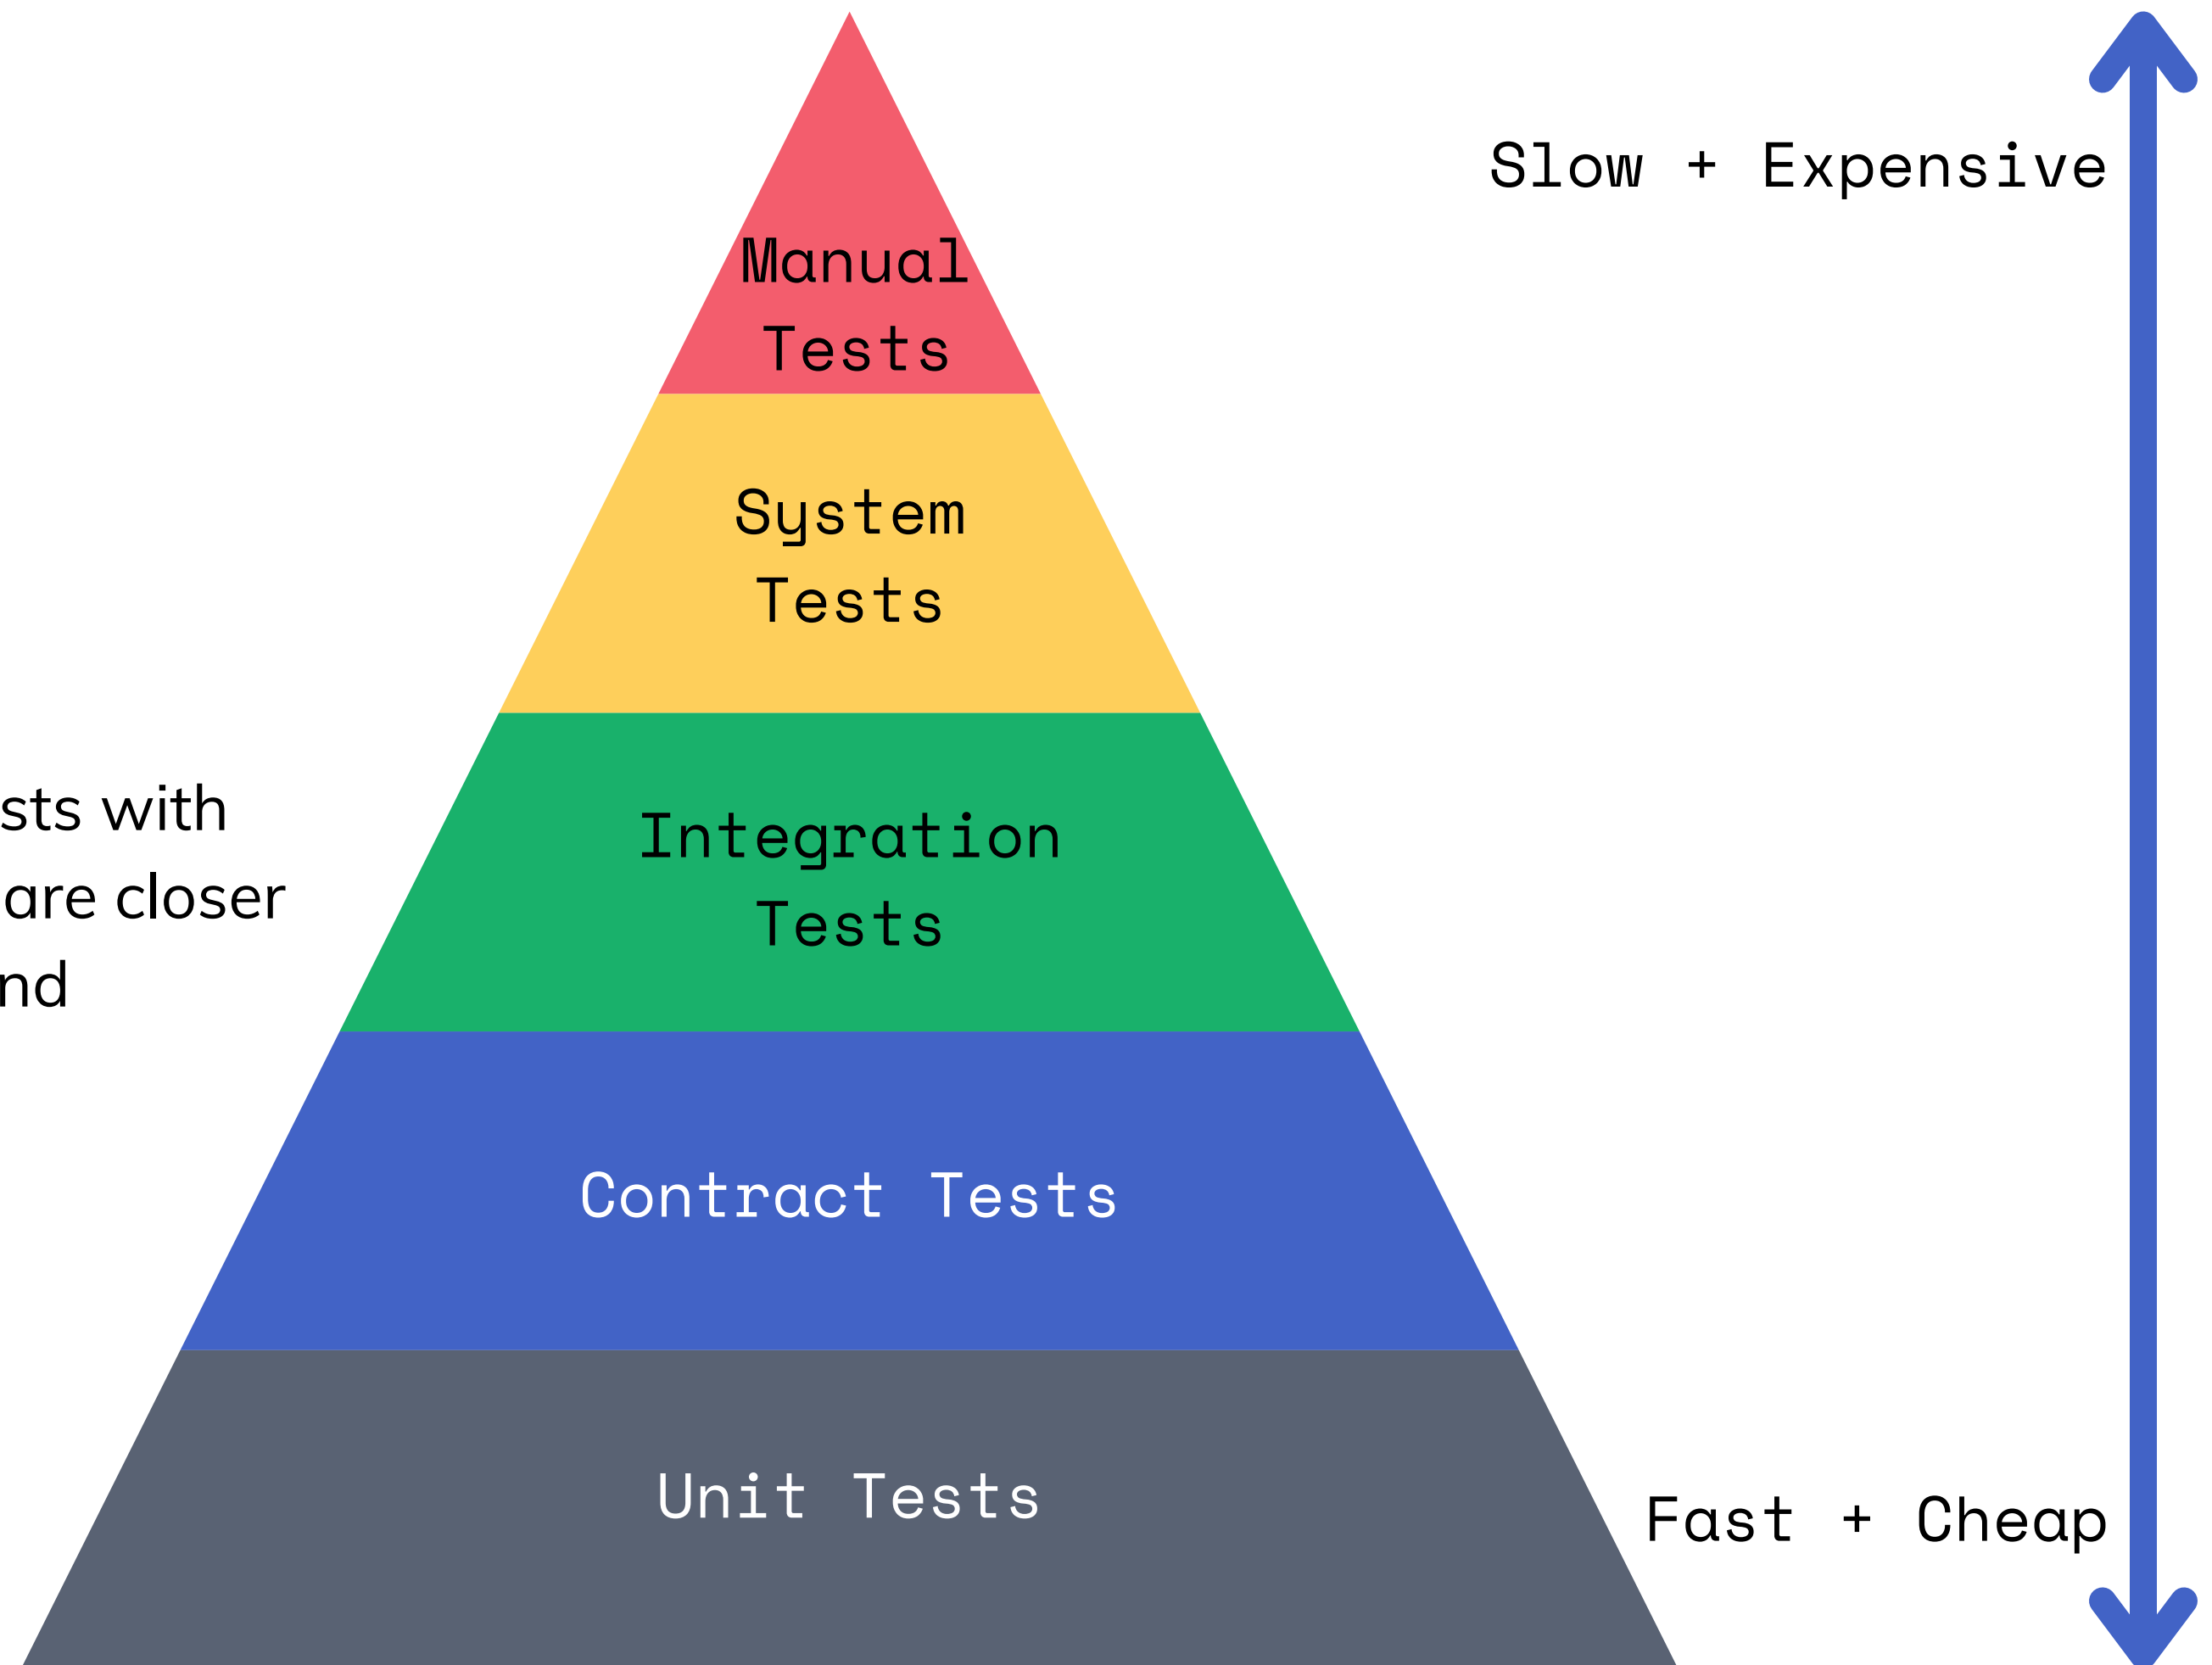 Slow + Expensive
Manual
Tests
System
Tests
sts with
are closer
nd
Integration
Tests
Contract Tests
Unit Tests
Fast + Cheap